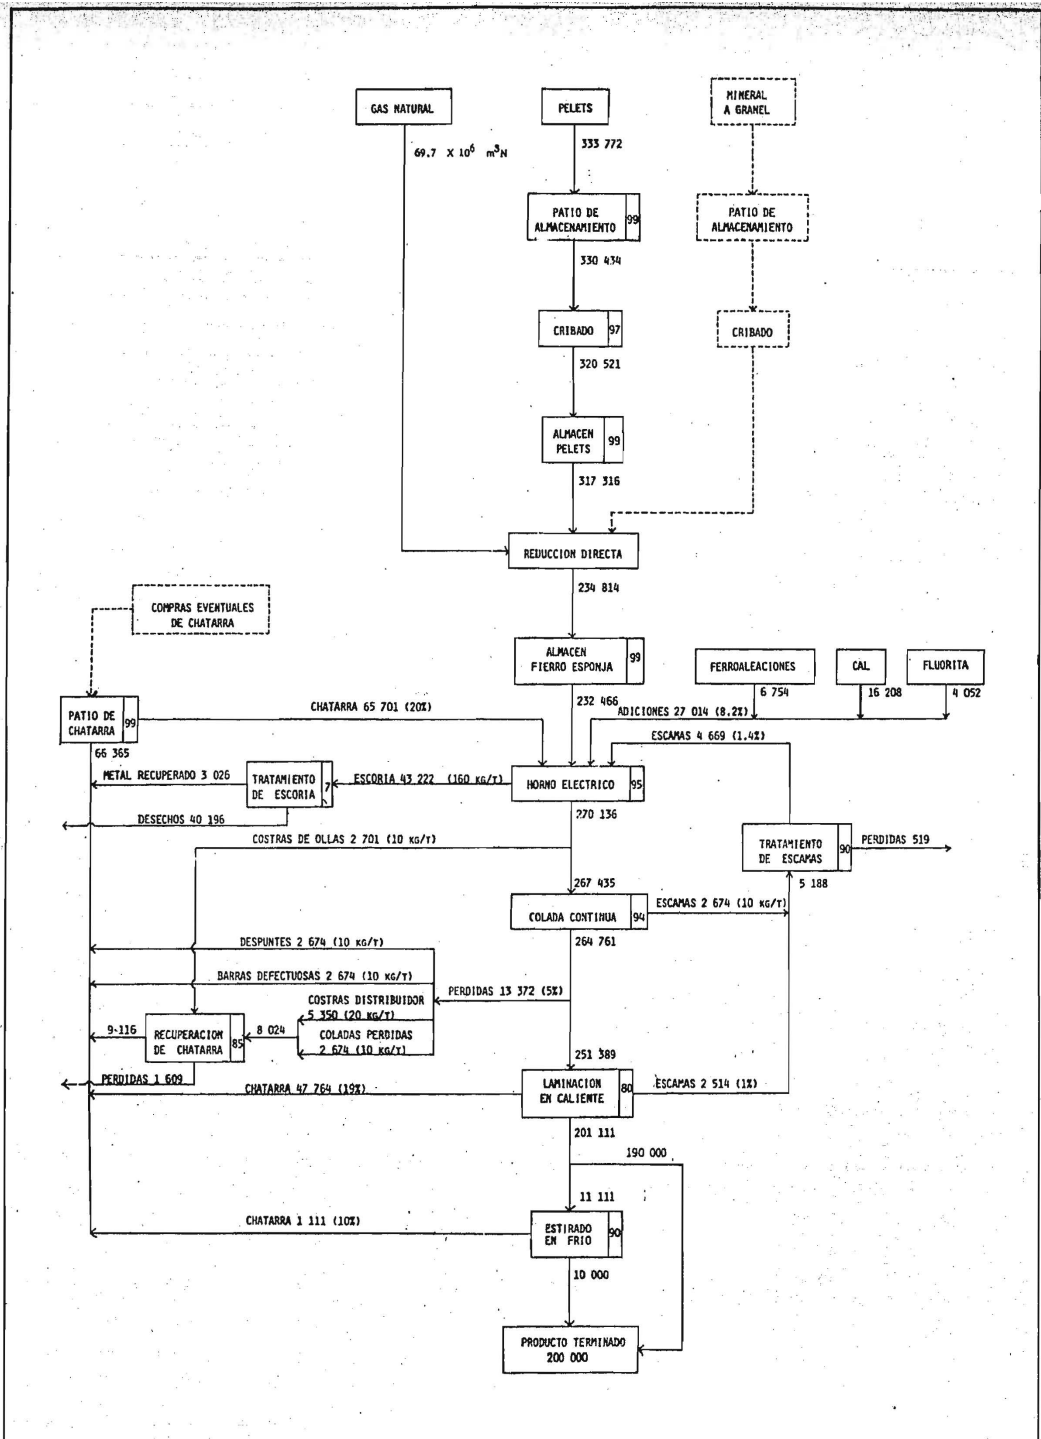 GAS NATURAL
PELETS
MINERAL
A GRANEL
69.7 X 10⁶ m³N
333 772
PATIO DE
ALMACENAMIENTO
99
PATIO DE
ALMACENAMIENTO
330 434
CRIBADO
97
CRIBADO
320 521
ALMACEN
PELETS
99
317 316
REDUCCION DIRECTA
234 814
COMPRAS EVENTUALES
DE CHATARRA
ALMACEN
FIERRO ESPONJA
99
FERROALEACIONES
CAL
FLUORITA
6 754
16 208
4 052
232 466
ADICIONES 27 014 (8.2%)
PATIO DE
CHATARRA
99
CHATARRA 65 701 (20%)
66 365
ESCAMAS 4 669 (1.4%)
METAL RECUPERADO 3 026
TRATAMIENTO
DE ESCORIA
7
ESCORIA 43 222 (160 KG/T)
HORNO ELECTRICO
95
DESECHOS 40 196
270 136
COSTRAS DE OLLAS 2 701 (10 KG/T)
TRATAMIENTO
DE ESCAMAS
90
PERDIDAS 519
5 188
267 435
COLADA CONTINUA
94
ESCAMAS 2 674 (10 KG/T)
264 761
DESPUNTES 2 674 (10 KG/T)
BARRAS DEFECTUOSAS 2 674 (10 KG/T)
PERDIDAS 13 372 (5%)
COSTRAS DISTRIBUIDOR
5 350 (20 KG/T)
9-116
RECUPERACION
DE CHATARRA
85
8 024
COLADAS PERDIDAS
2 674 (10 KG/T)
251 389
PERDIDAS 1 609
CHATARRA 47 764 (19%)
LAMINACION
EN CALIENTE
80
ESCAMAS 2 514 (1%)
201 111
190 000
11 111
CHATARRA 1 111 (10%)
ESTIRADO
EN FRIO
90
10 000
PRODUCTO TERMINADO
200 000